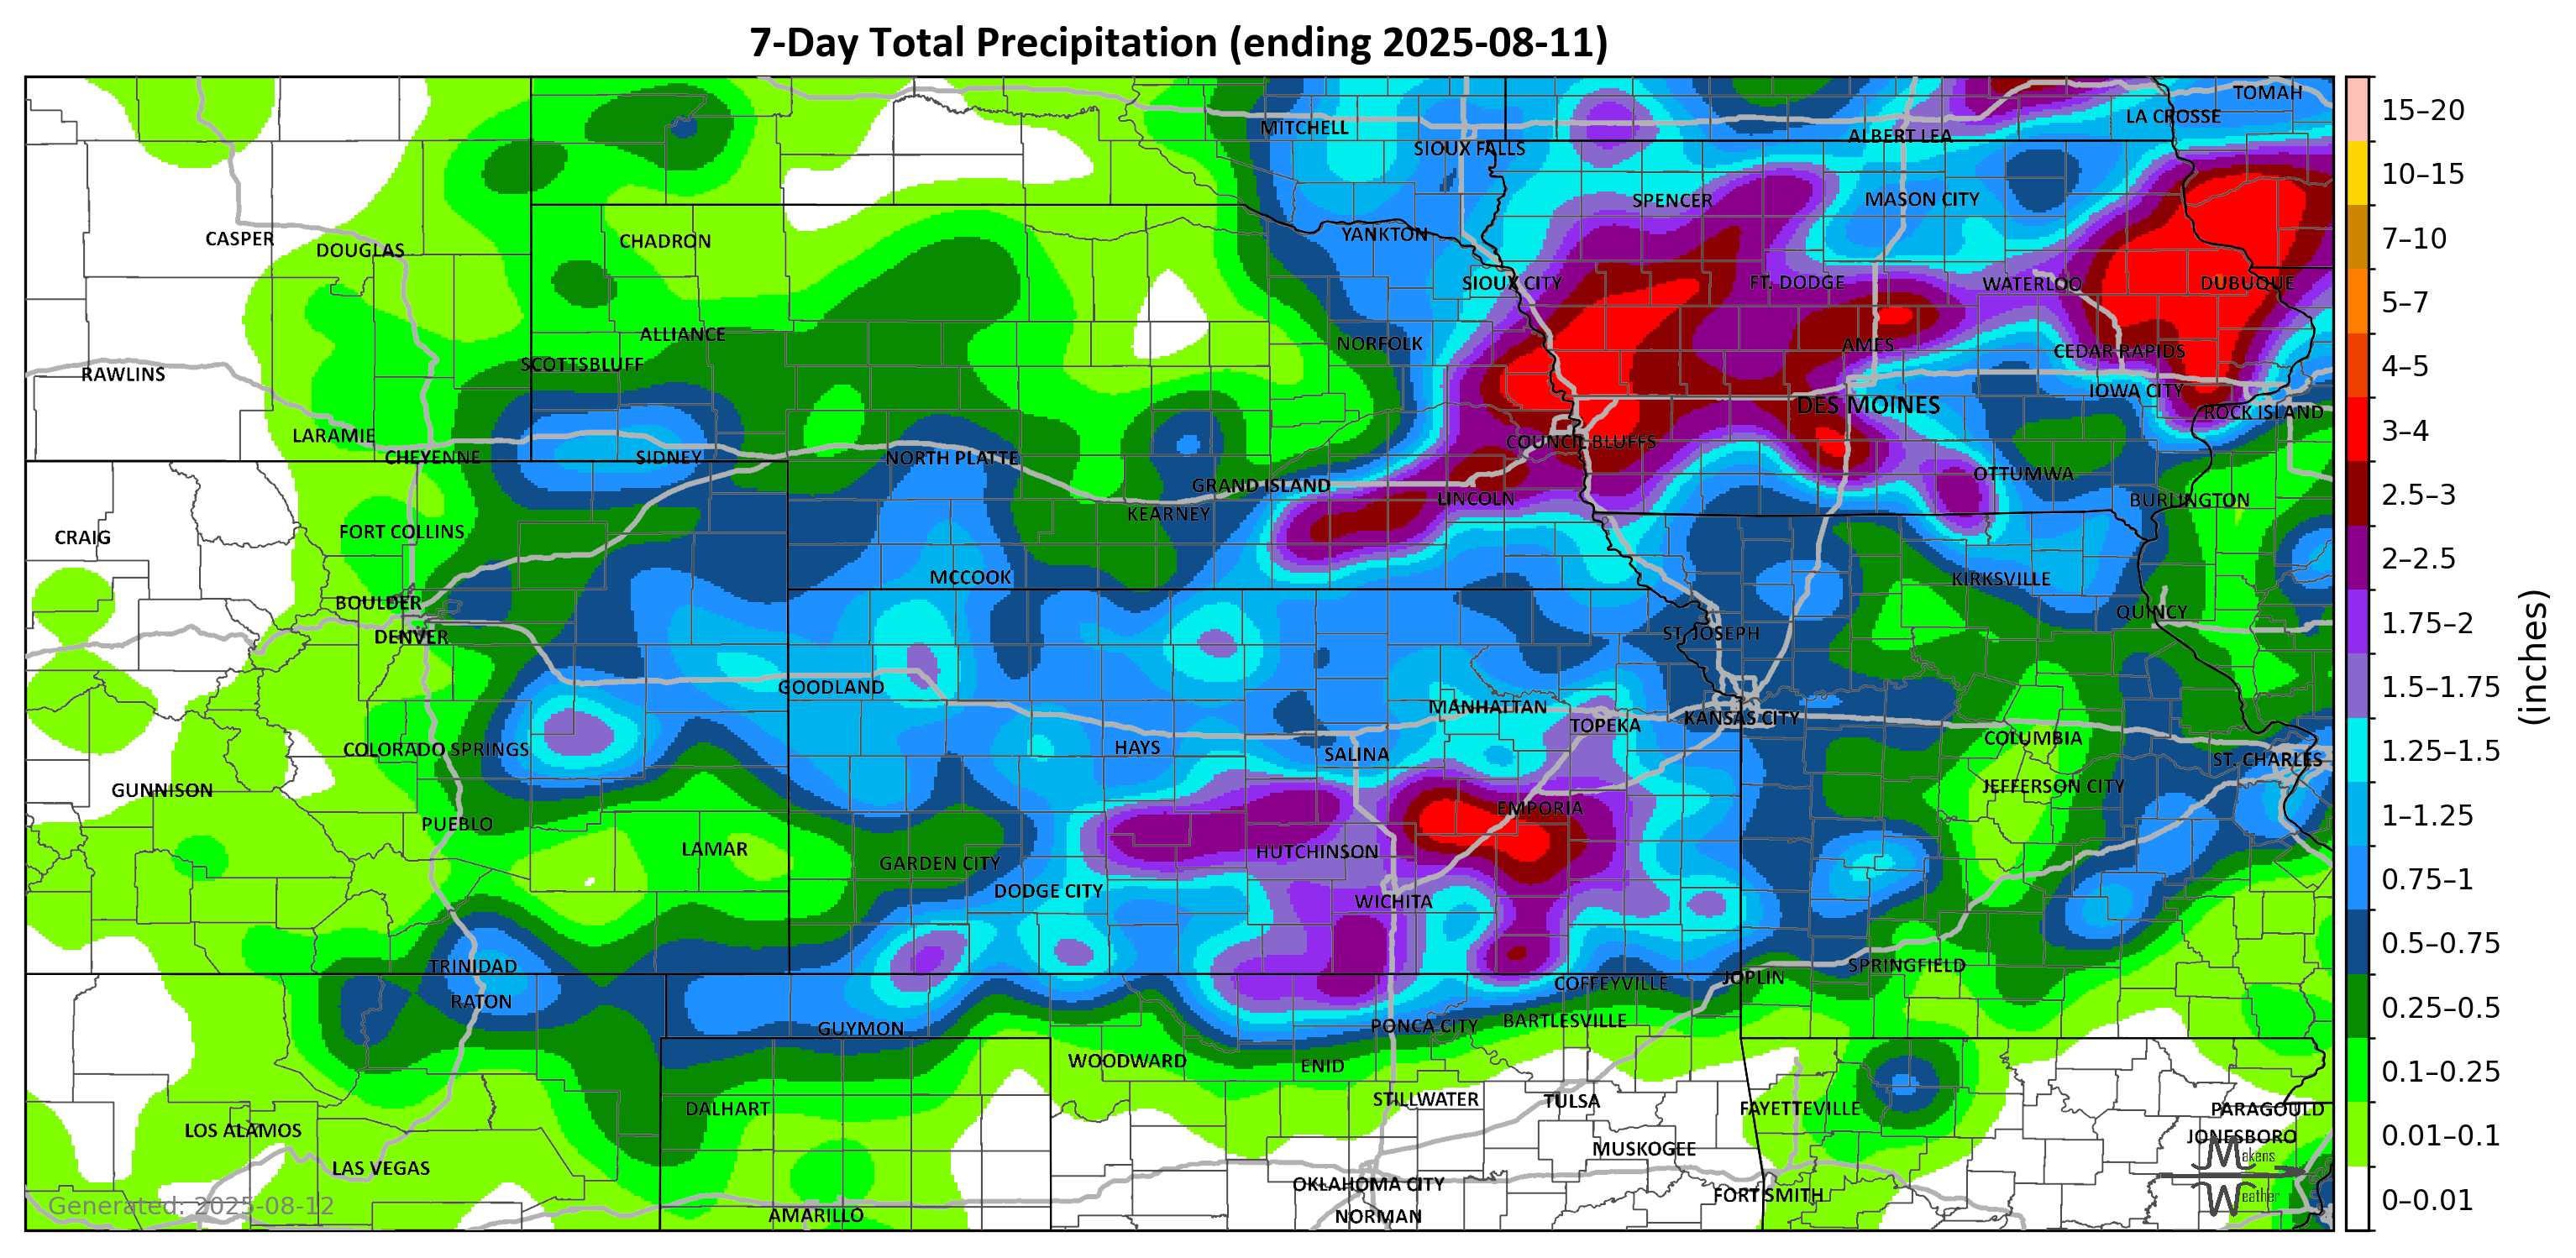 7-Day Total Precipitation (ending 2025-08-11)
TOMAH
LA CROSSE
MITCHELL
ALBERT LEA
SIOUX FALLS
SPENCER
MASON CITY
CASPER
DOUGLAS
CHADRON
YANKTON
SIOUX CITY
FT. DODGE
WATERLOO
DUBUQUE
ALLIANCE
NORFOLK
AMES
CEDAR RAPIDS
SCOTTSBLUFF
RAWLINS
IOWA CITY
DES MOINES
ROCK ISLAND
LARAMIE
COUNCIL BLUFFS
CHEYENNE
SIDNEY
NORTH PLATTE
OTTUMWA
GRAND ISLAND
LINCOLN
BURLINGTON
KEARNEY
FORT COLLINS
CRAIG
MCCOOK
KIRKSVILLE
BOULDER
QUINCY
DENVER
ST. JOSEPH
GOODLAND
MANHATTAN
KANSAS CITY
TOPEKA
COLUMBIA
COLORADO SPRINGS
HAYS
SALINA
ST. CHARLES
GUNNISON
JEFFERSON CITY
EMPORIA
PUEBLO
LAMAR
HUTCHINSON
GARDEN CITY
DODGE CITY
WICHITA
TRINIDAD
SPRINGFIELD
JOPLIN
COFFEYVILLE
RATON
GUYMON
PONCA CITY
BARTLESVILLE
WOODWARD
ENID
STILLWATER
TULSA
DALHART
FAYETTEVILLE
PARAGOULD
LOS ALAMOS
JONESBORO
MUSKOGEE
LAS VEGAS
OKLAHOMA CITY
FORT SMITH
AMARILLO
NORMAN
Makens
Weather
Generated: 2025-08-12
15–20
10–15
7–10
5–7
4–5
3–4
2.5–3
2–2.5
1.75–2
1.5–1.75
1.25–1.5
1–1.25
0.75–1
0.5–0.75
0.25–0.5
0.1–0.25
0.01–0.1
0–0.01
(inches)